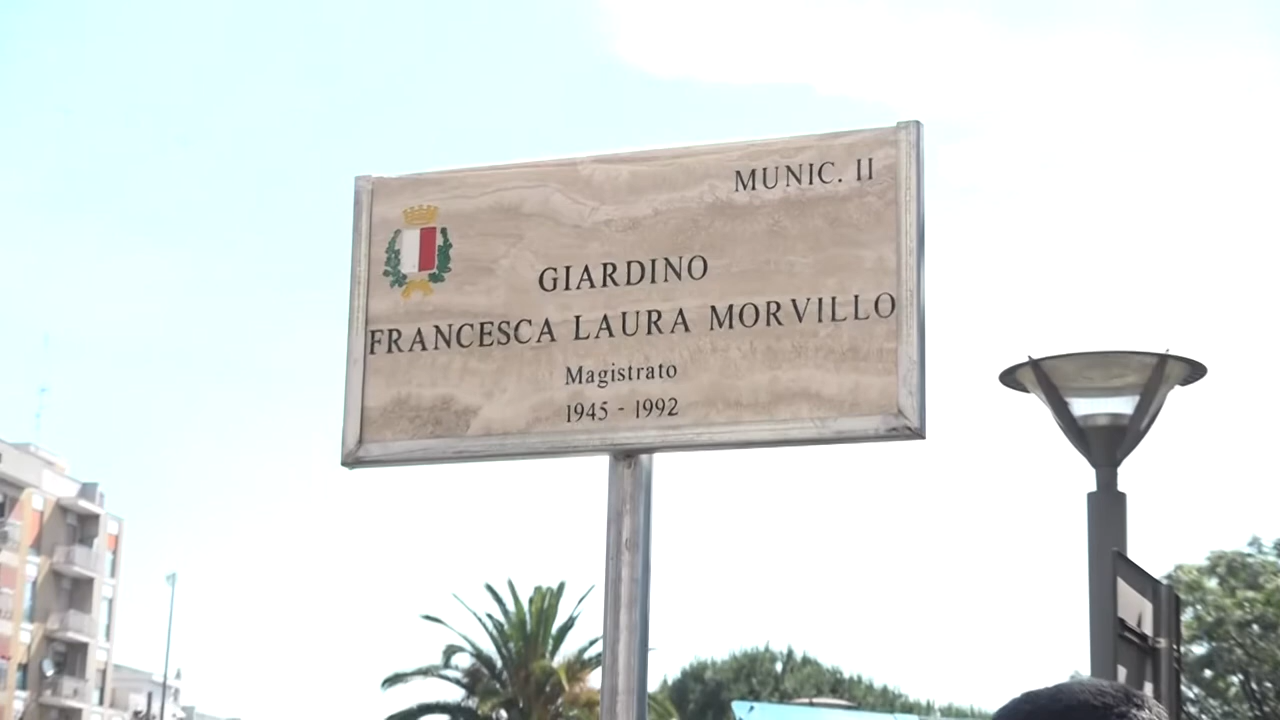 MUNIC. II
GIARDINO
FRANCESCA LAURA MORVILLO
Magistrato
1945 - 1992